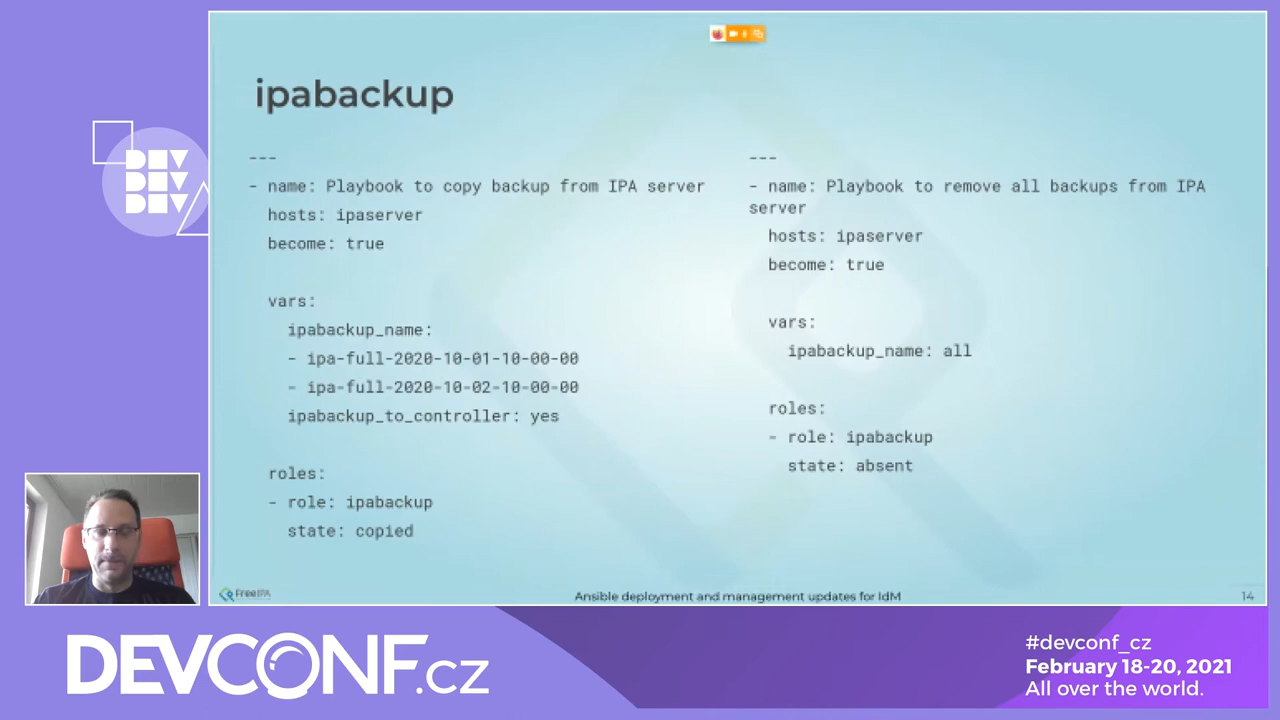 ipabackup
---
- name: Playbook to copy backup from IPA server
hosts: ipaserver
become: true
vars:
ipabackup_name:
- ipa-full-2020-10-01-10-00-00
- ipa-full-2020-10-02-10-00-00
ipabackup_to_controller: yes
roles:
- role: ipabackup
state: copied
---
- name: Playbook to remove all backups from IPA
server
hosts: ipaserver
become: true
vars:
ipabackup_name: all
roles:
- role: ipabackup
state: absent
FreeIPA
Ansible deployment and management updates for IdM
14
DEV
DEV
DEV
DEVCONF.cz
#devconf_cz
February 18-20, 2021
All over the world.